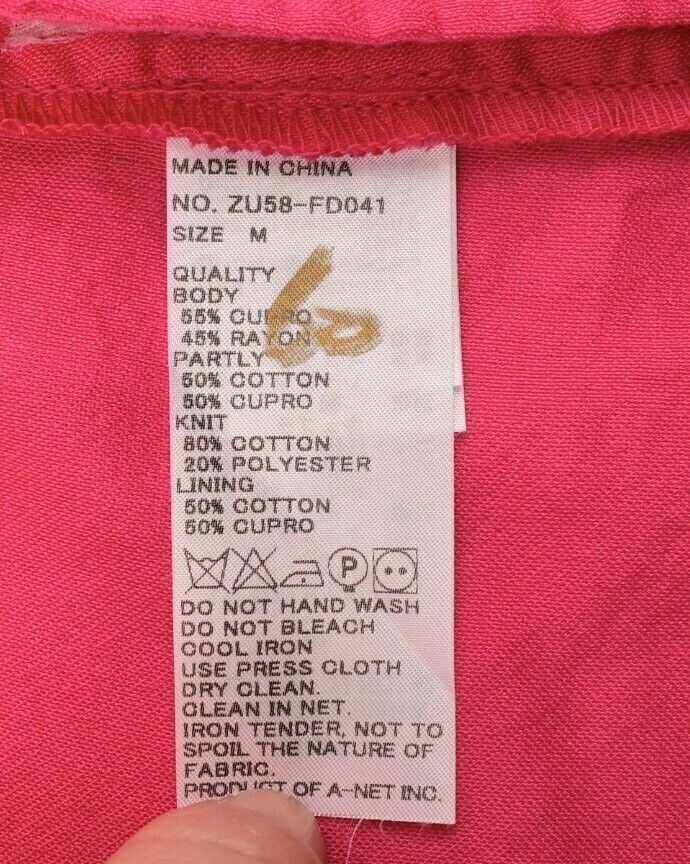 MADE IN CHINA
NO. ZU58-FD041
SIZE M
QUALITY
BODY
55% CUPRO
45% RAYON
PARTLY
50% COTTON
50% CUPRO
KNIT
80% COTTON
20% POLYESTER
LINING
50% COTTON
50% CUPRO
P
DO NOT HAND WASH
DO NOT BLEACH
COOL IRON
USE PRESS CLOTH
DRY CLEAN.
CLEAN IN NET.
IRON TENDER, NOT TO
SPOIL THE NATURE OF
FABRIC.
PRODUCT OF A-NET INC.